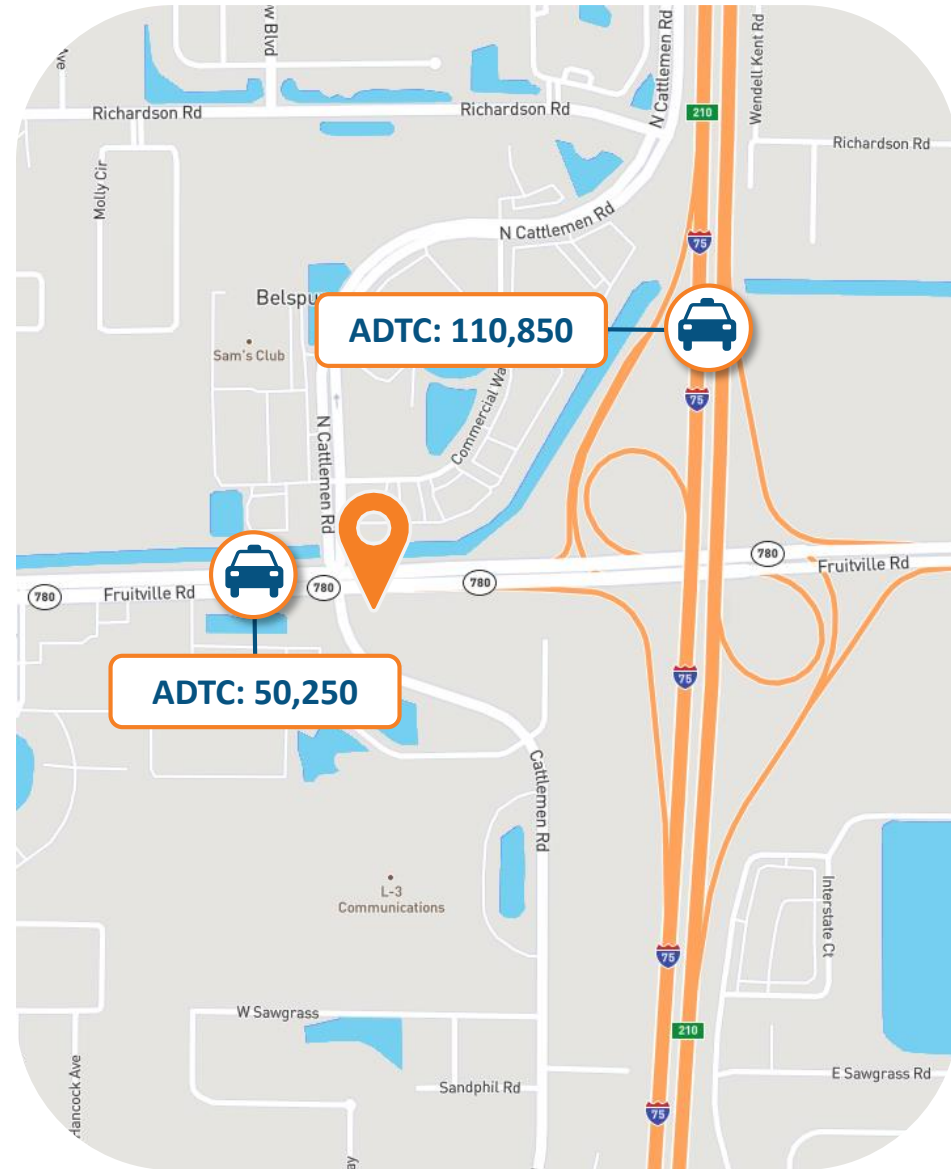 w Blvd
Ave
Richardson Rd
Richardson Rd
N Cattlemen Rd
210
Wendell Kent Rd
Richardson Rd
Molly Cir
N Cattlemen Rd
75
Belspu
ADTC: 110,850
Sam's Club
75
Commercial Wa
N Cattlemen Rd
780
Fruitville Rd
780
Fruitville Rd
780
780
ADTC: 50,250
75
Cattlemen Rd
L-3
Communications
Interstate Ct
75
W Sawgrass
210
Hancock Ave
Sandphil Rd
E Sawgrass Rd
75
ay